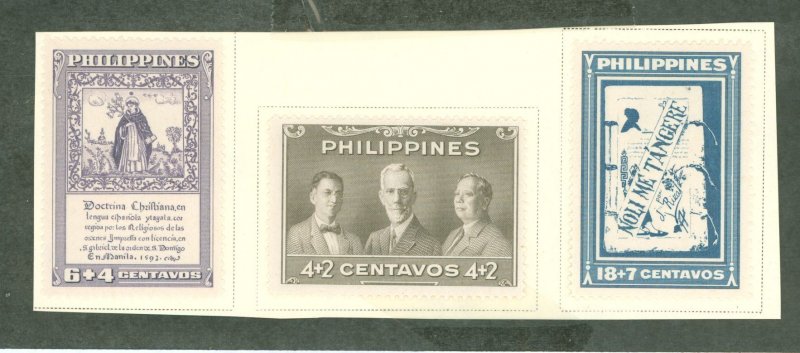 PHILIPPINES
Doctrina Christiana, en
lengua española ytagala, cor
regida por los Religiosos de las
ordenes Impressa con licencia, en
S. gabriel de la orden de S. Domīgo
En Manila. 1593.
6+4 CENTAVOS
PHILIPPINES
4+2 CENTAVOS 4+2
PHILIPPINES
NOLI ME TANGERE
18+7 CENTAVOS